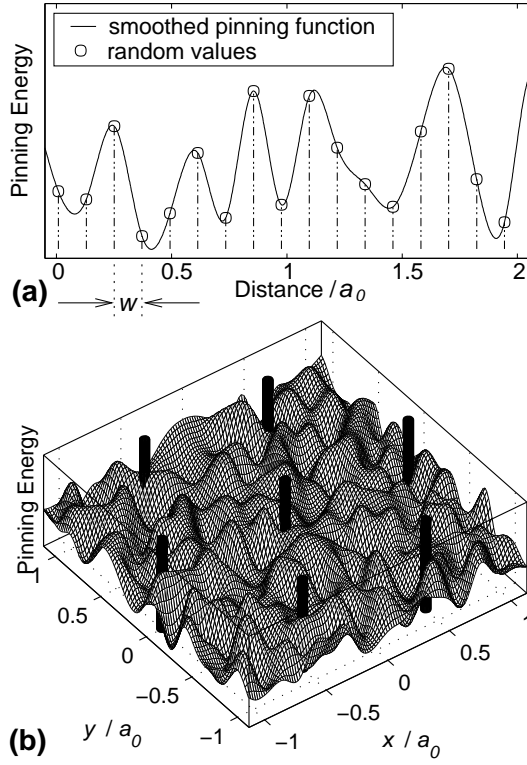 smoothed pinning function
random values
Pinning Energy
0
0.5
1
1.5
2
(a)
Distance / a0
w
Pinning Energy
1
0.5
0
−0.5
−1
y / a0
−1
−0.5
0
0.5
1
x / a0
(b)